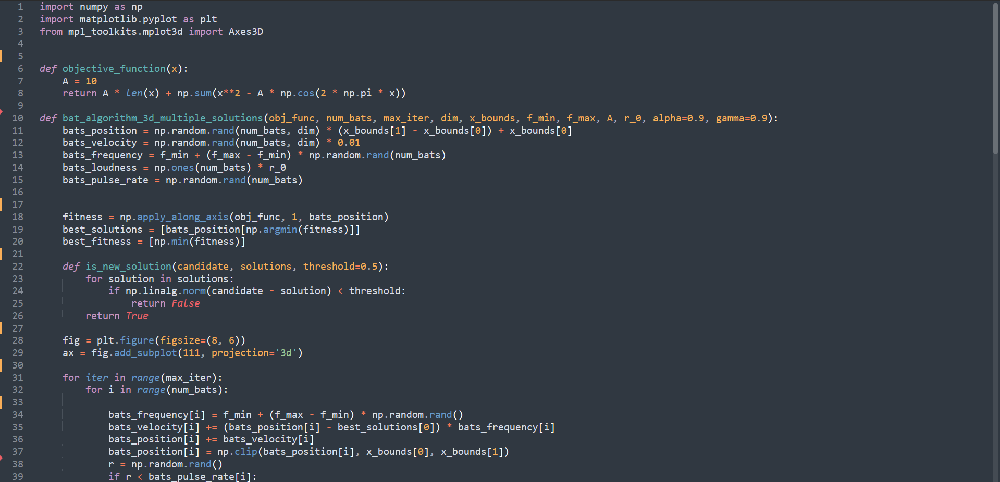 1 import numpy as np
2 import matplotlib.pyplot as plt
3 from mpl_toolkits.mplot3d import Axes3D
4
5
6 def objective_function(x):
7     A = 10
8     return A * len(x) + np.sum(x**2 - A * np.cos(2 * np.pi * x))
9
10 def bat_algorithm_3d_multiple_solutions(obj_func, num_bats, max_iter, dim, x_bounds, f_min, f_max, A, r_0, alpha=0.9, gamma=0.9):
11     bats_position = np.random.rand(num_bats, dim) * (x_bounds[1] - x_bounds[0]) + x_bounds[0]
12     bats_velocity = np.random.rand(num_bats, dim) * 0.01
13     bats_frequency = f_min + (f_max - f_min) * np.random.rand(num_bats)
14     bats_loudness = np.ones(num_bats) * r_0
15     bats_pulse_rate = np.random.rand(num_bats)
16
17
18     fitness = np.apply_along_axis(obj_func, 1, bats_position)
19     best_solutions = [bats_position[np.argmin(fitness)]]
20     best_fitness = [np.min(fitness)]
21
22     def is_new_solution(candidate, solutions, threshold=0.5):
23         for solution in solutions:
24             if np.linalg.norm(candidate - solution) < threshold:
25                 return False
26         return True
27
28     fig = plt.figure(figsize=(8, 6))
29     ax = fig.add_subplot(111, projection='3d')
30
31     for iter in range(max_iter):
32         for i in range(num_bats):
33
34             bats_frequency[i] = f_min + (f_max - f_min) * np.random.rand()
35             bats_velocity[i] += (bats_position[i] - best_solutions[0]) * bats_frequency[i]
36             bats_position[i] += bats_velocity[i]
37             bats_position[i] = np.clip(bats_position[i], x_bounds[0], x_bounds[1])
38             r = np.random.rand()
39             if r < bats_pulse_rate[i]: